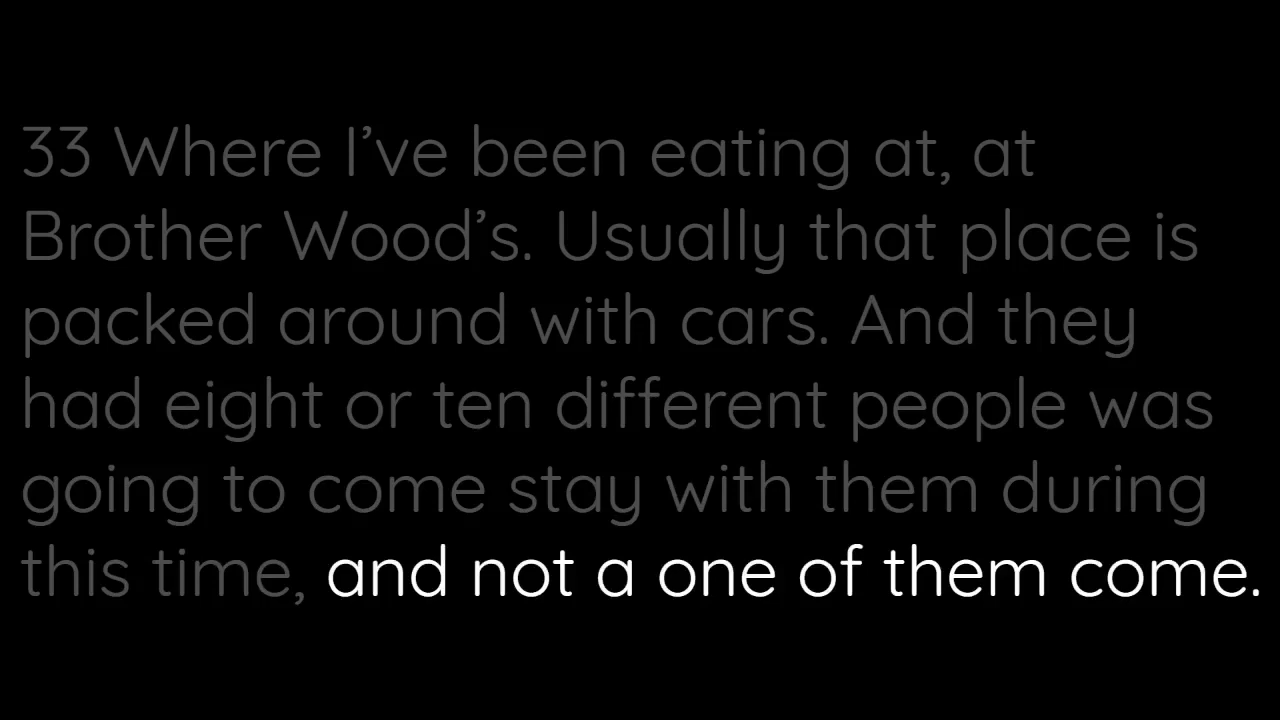 33 Where I’ve been eating at, at
Brother Wood’s. Usually that place is
packed around with cars. And they
had eight or ten different people was
going to come stay with them during
this time, and not a one of them come.